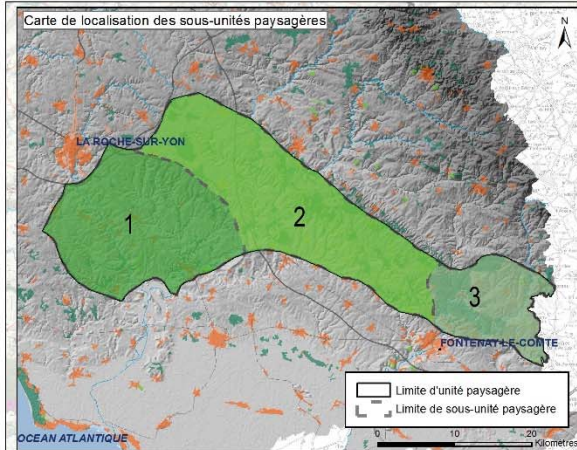 Carte de localisation des sous-unités paysagères
N
LA ROCHE-SUR-YON
1
2
3
FONTENAY-LE-COMTE
Limite d'unité paysagère
Limite de sous-unité paysagère
0 10 20
Kilomètres
OCEAN ATLANTIQUE